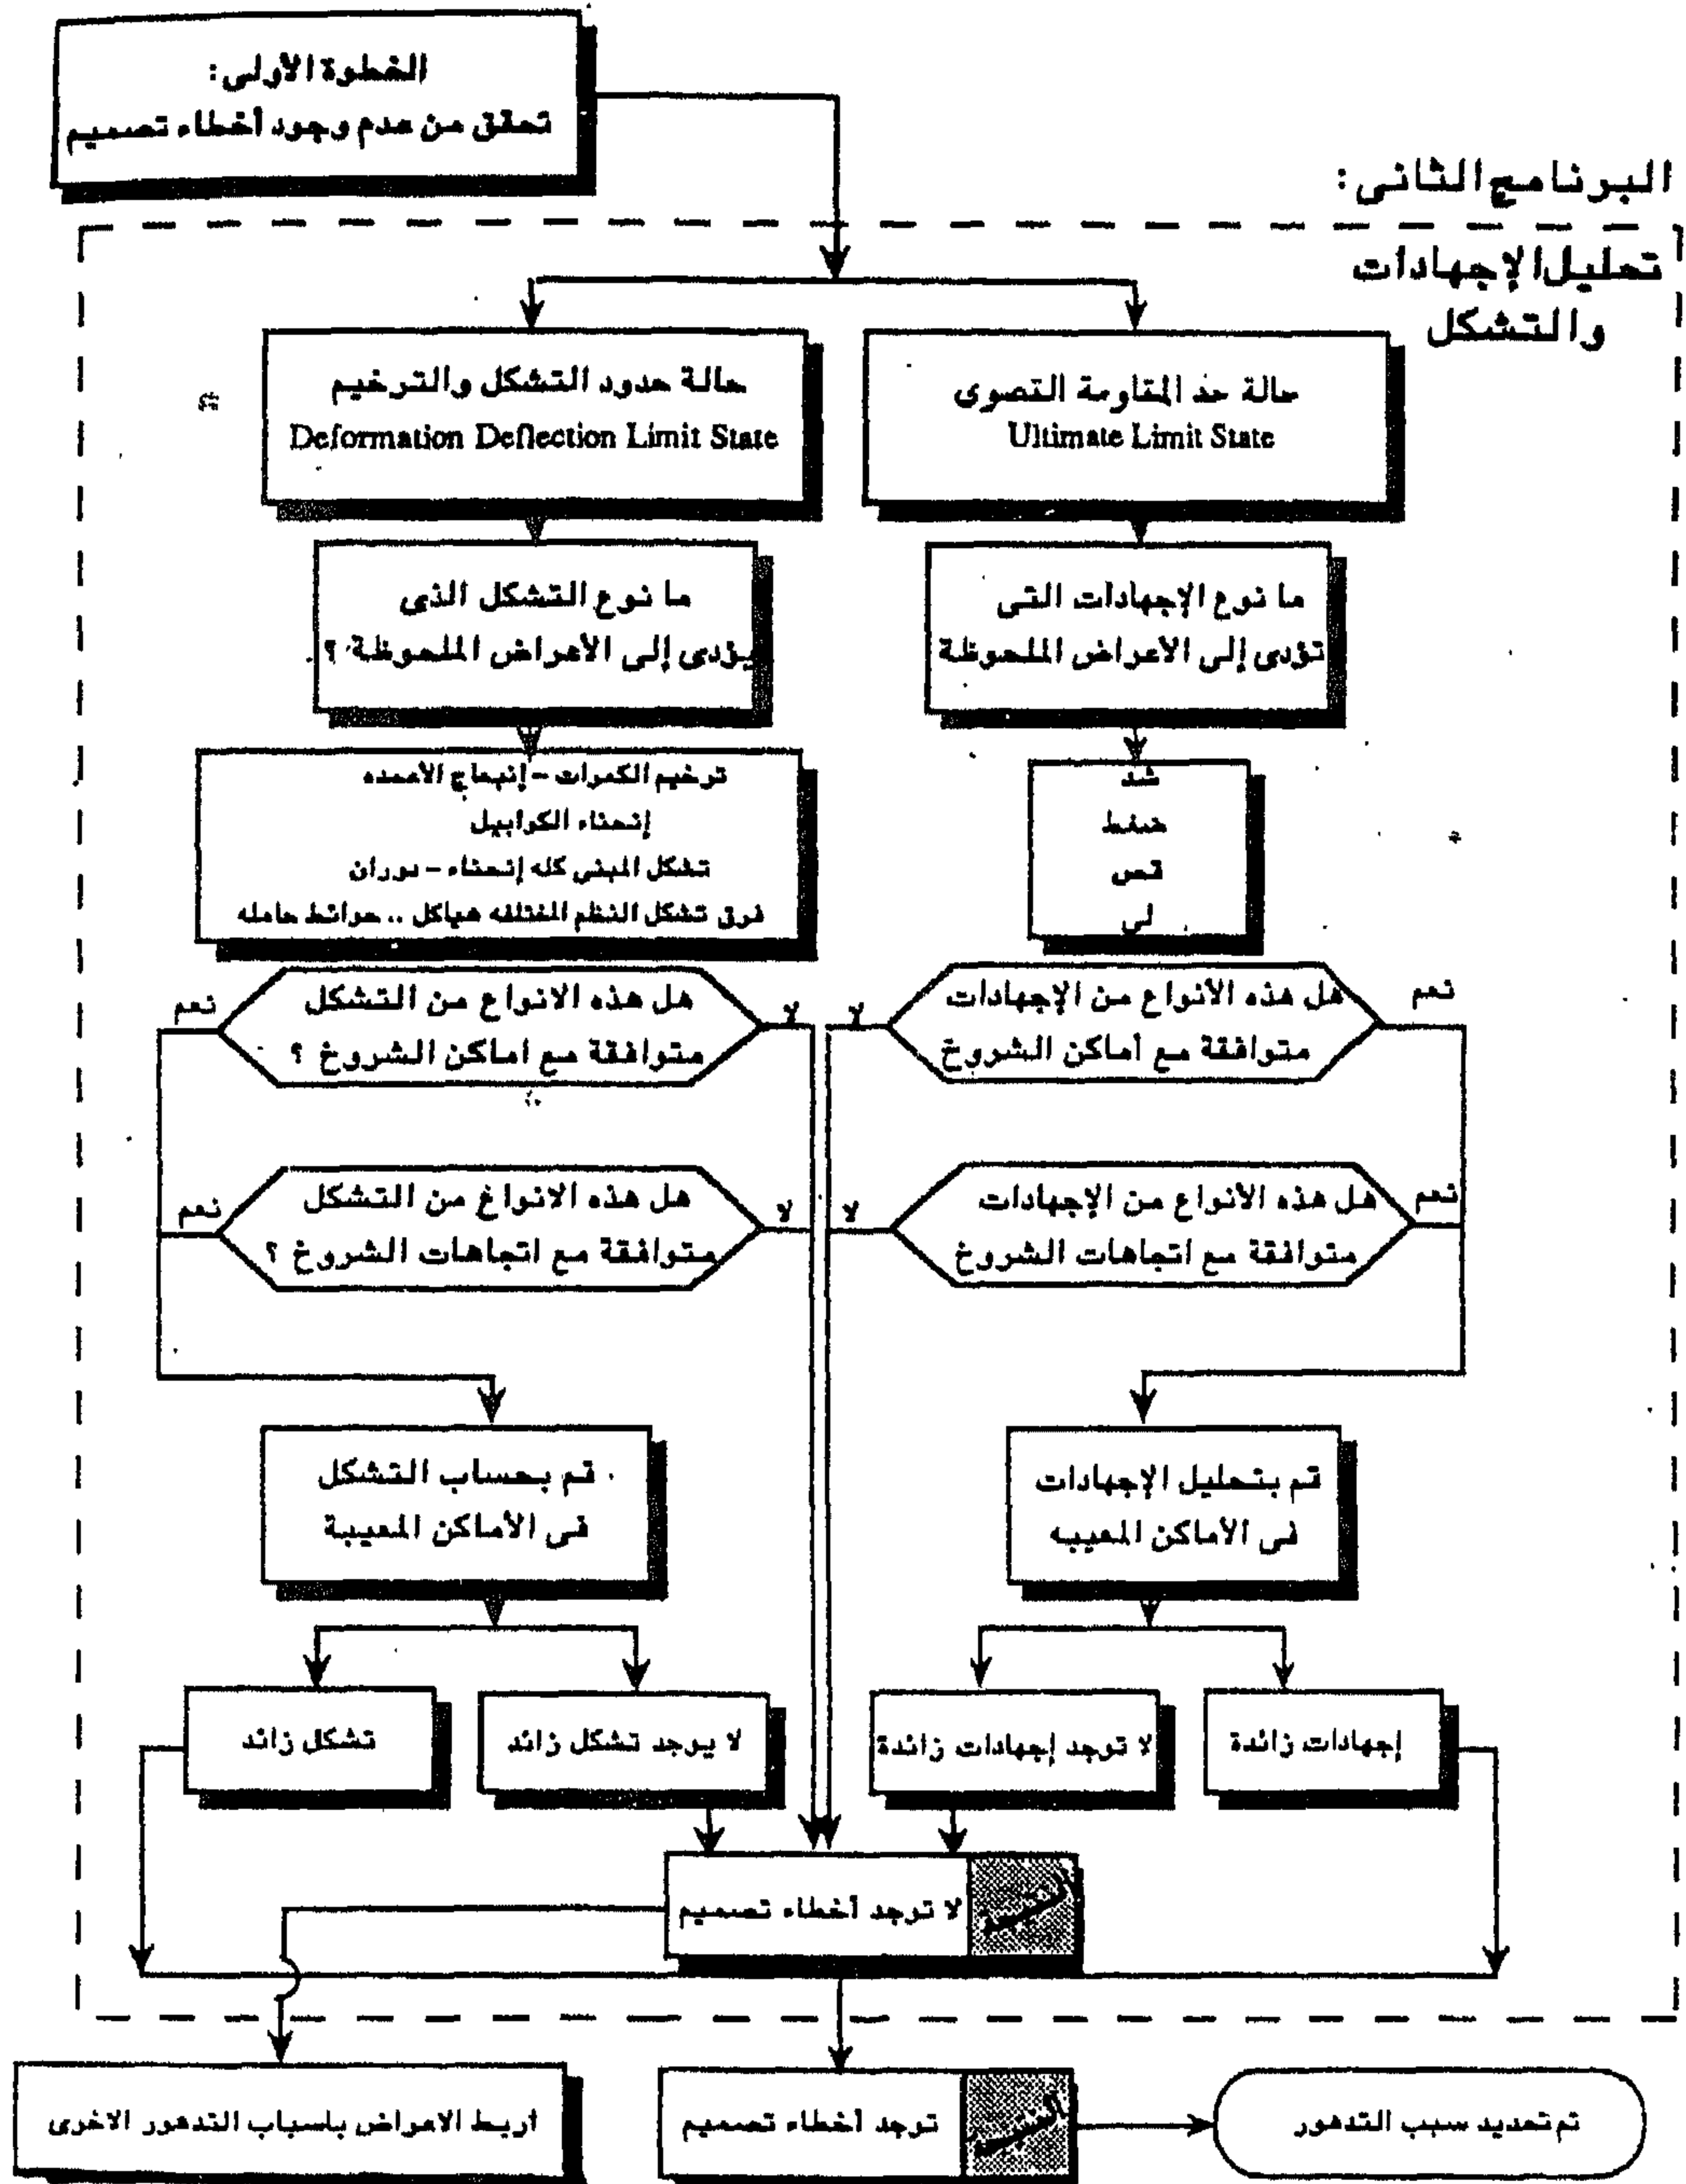 الخطوة الأولى:
تحقق من عدم وجود أخطاء تصميم
البرنامج الثانى:
تحليل الإجهادات
والتشكل
حالة حد المقاومة القصوى
Ultimate Limit State
حالة حدود التشكل والترخيم
Deformation Deflection Limit State
ما نوع الإجهادات التى
تؤدى إلى الأعراض الملحوظة
ما نوع التشكل الذى
يؤدى إلى الأعراض الملحوظة ؟
شد
ضغط
قص
لى
ترخيم الكمرات – إنبعاج الأعمده
إنحناء الكوابيل
تشكل المبنى كله إنحناء – دوران
فرق تشكل النظم المختلفه هياكل .. حوائط حامله
نعم
هل هذه الأنواع من الإجهادات
متوافقة مع أماكن الشروخ
لا
لا
هل هذه الانواع من التشكل
متوافقة مع اماكن الشروخ ؟
نعم
نعم
هل هذه الأنواع من الإجهادات
متوافقة مع اتجاهات الشروخ
لا
لا
هل هذه الانواع من التشكل
متوافقة مع اتجاهات الشروخ ؟
نعم
قم بتحليل الإجهادات
فى الأماكن المعيبه
قم بحساب التشكل
فى الأماكن المعيبة
إجهادات زائدة
لا توجد إجهادات زائدة
لا يوجد تشكل زائد
تشكل زائد
لا توجد أخطاء تصميم
تم تحديد سبب التدهور
توجد أخطاء تصميم
اربط الاعراض باسباب التدهور الاخرى